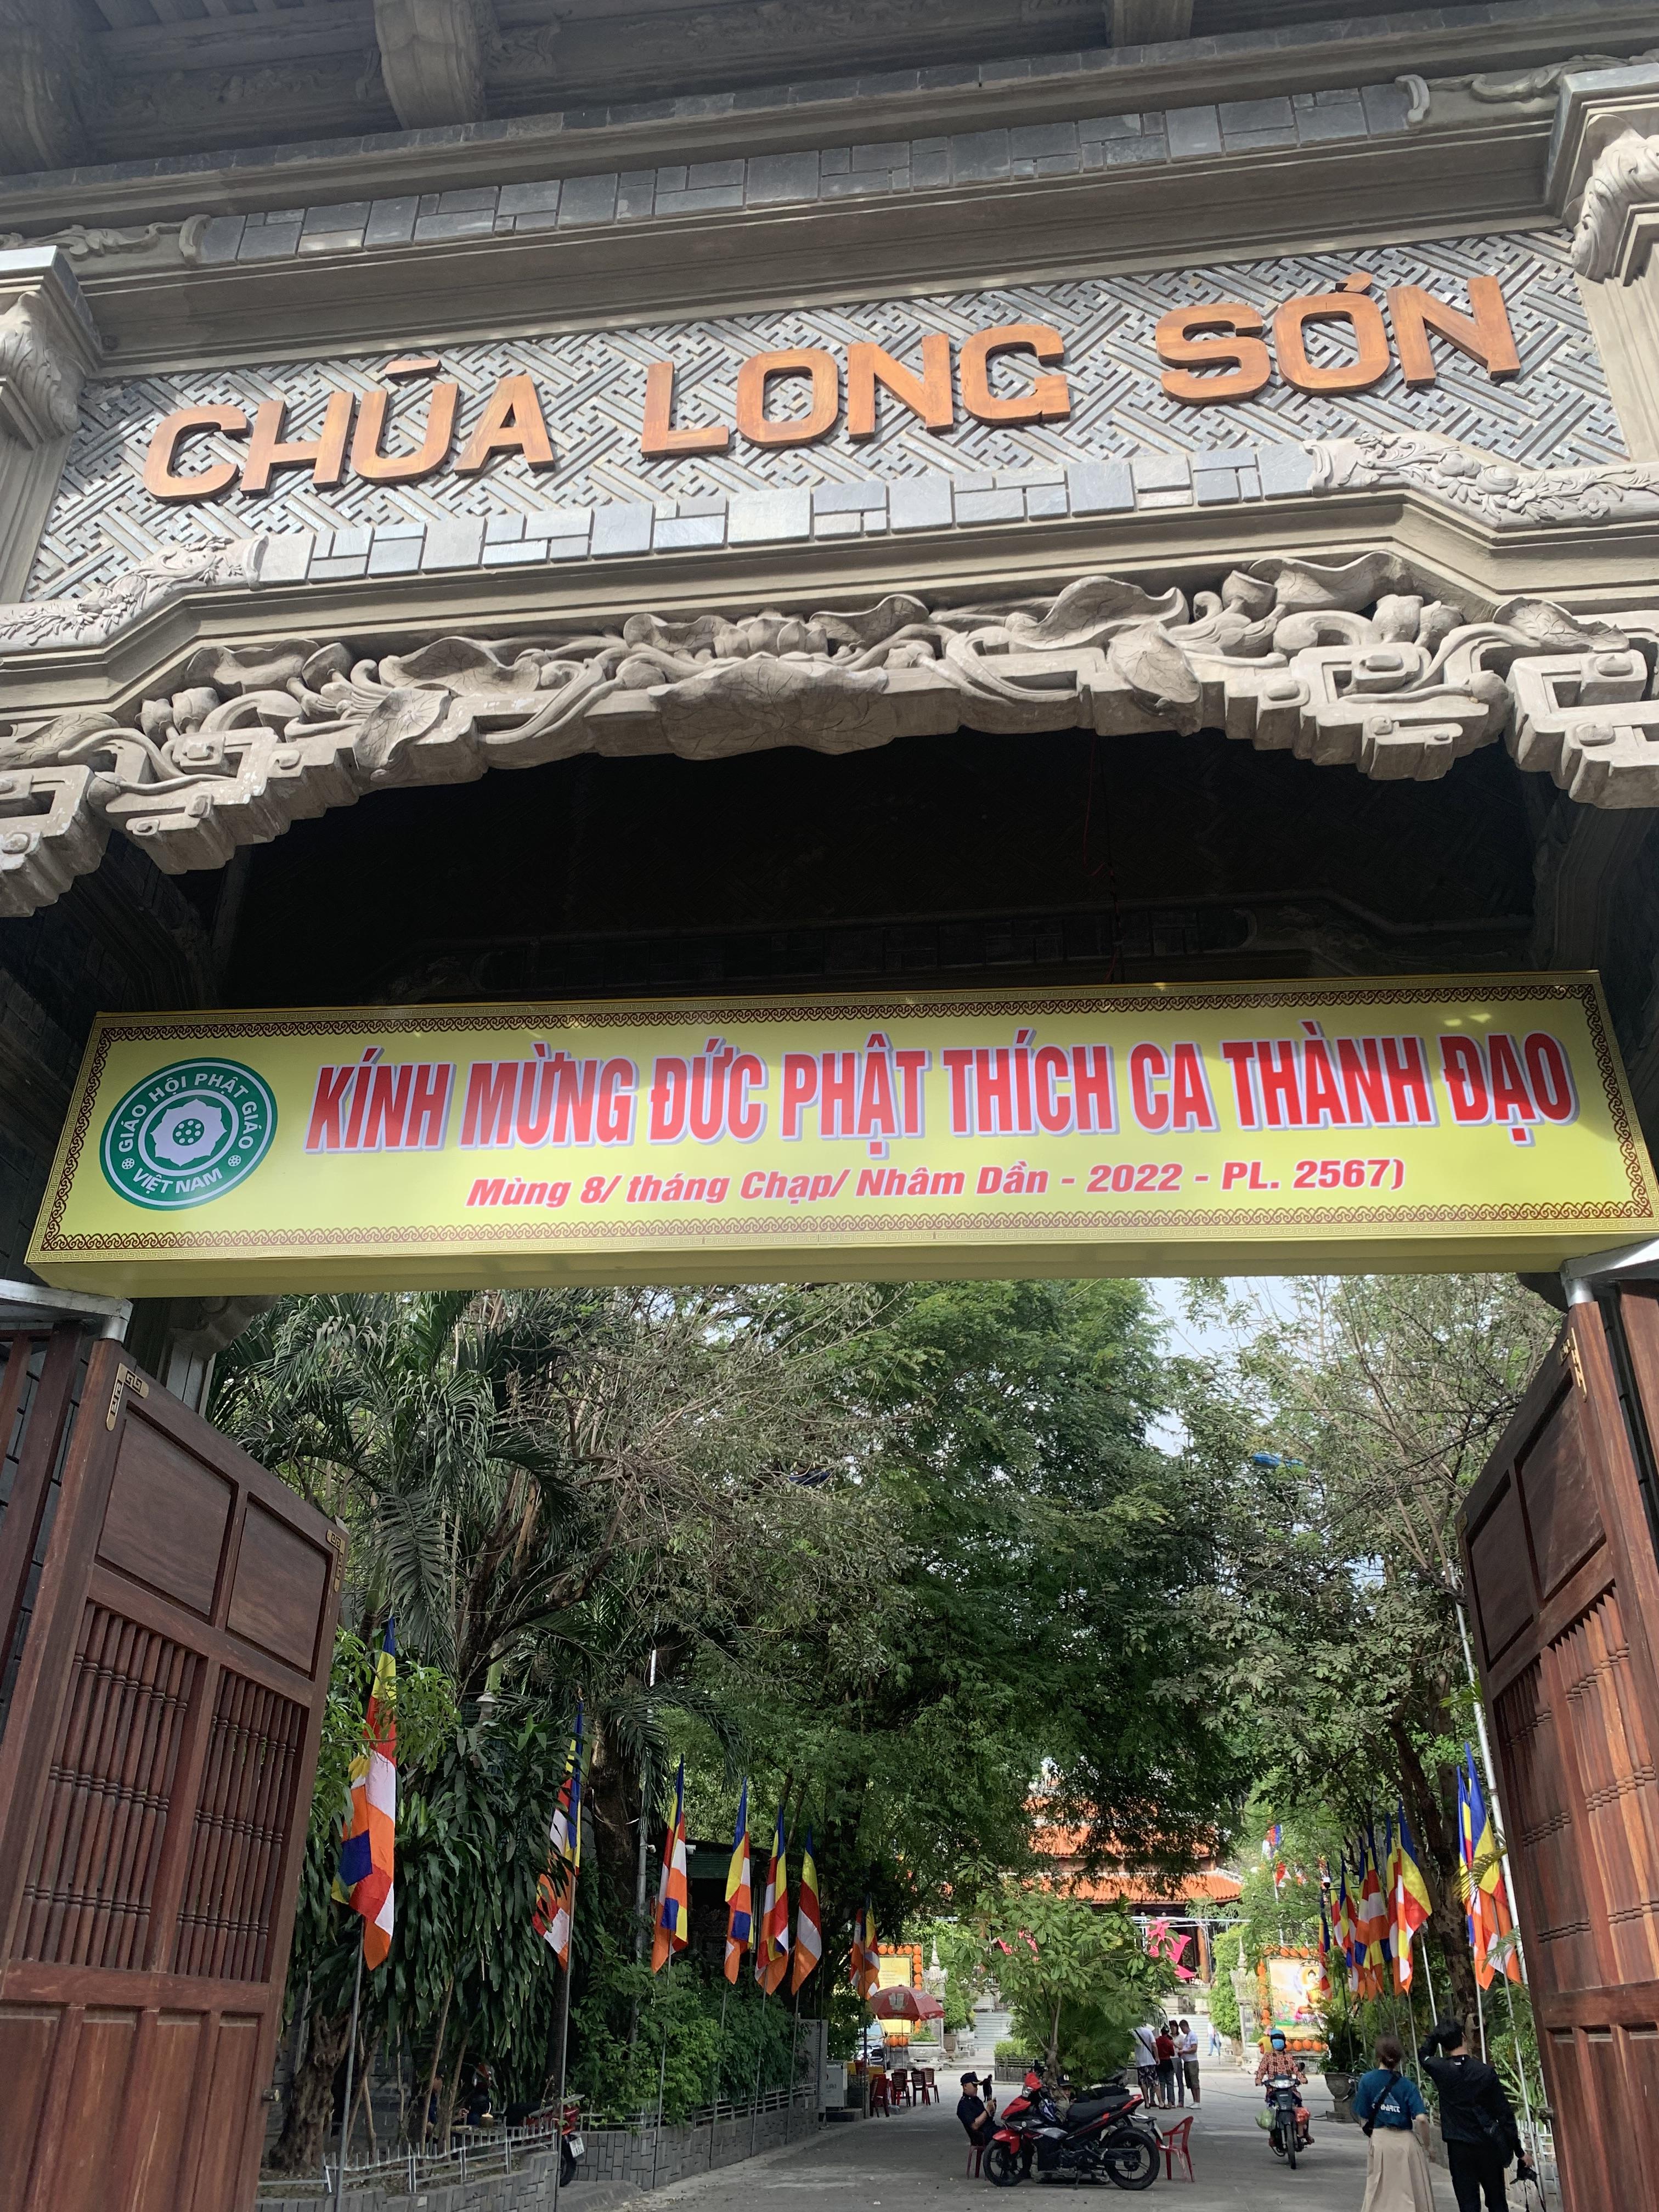 CHÙA LONG SƠN
GIÁO HỘI PHẬT GIÁO
VIỆT NAM
KÍNH MỪNG ĐỨC PHẬT THÍCH CA THÀNH ĐẠO
Mùng 8/ tháng Chạp/ Nhâm Dần - 2022 - PL. 2567)